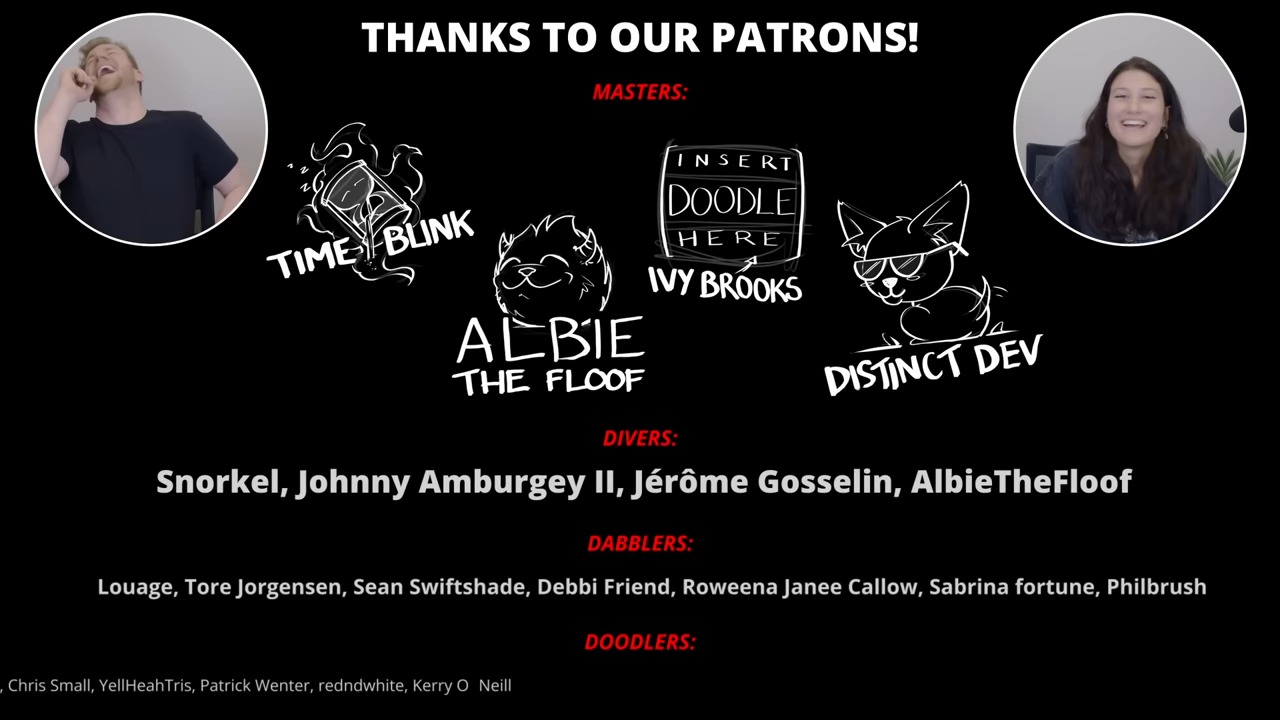 THANKS TO OUR PATRONS!
MASTERS:
TIME BLINK
ALBIE
THE FLOOF
INSERT
DOODLE
HERE
IVY BROOKS
DISTINCT DEV
DIVERS:
Snorkel, Johnny Amburgey II, Jérôme Gosselin, AlbieTheFloof
DABBLERS:
Louage, Tore Jorgensen, Sean Swiftshade, Debbi Friend, Roweena Janee Callow, Sabrina fortune, Philbrush
DOODLERS:
, Chris Small, YellHeahTris, Patrick Wenter, redndwhite, Kerry O Neill